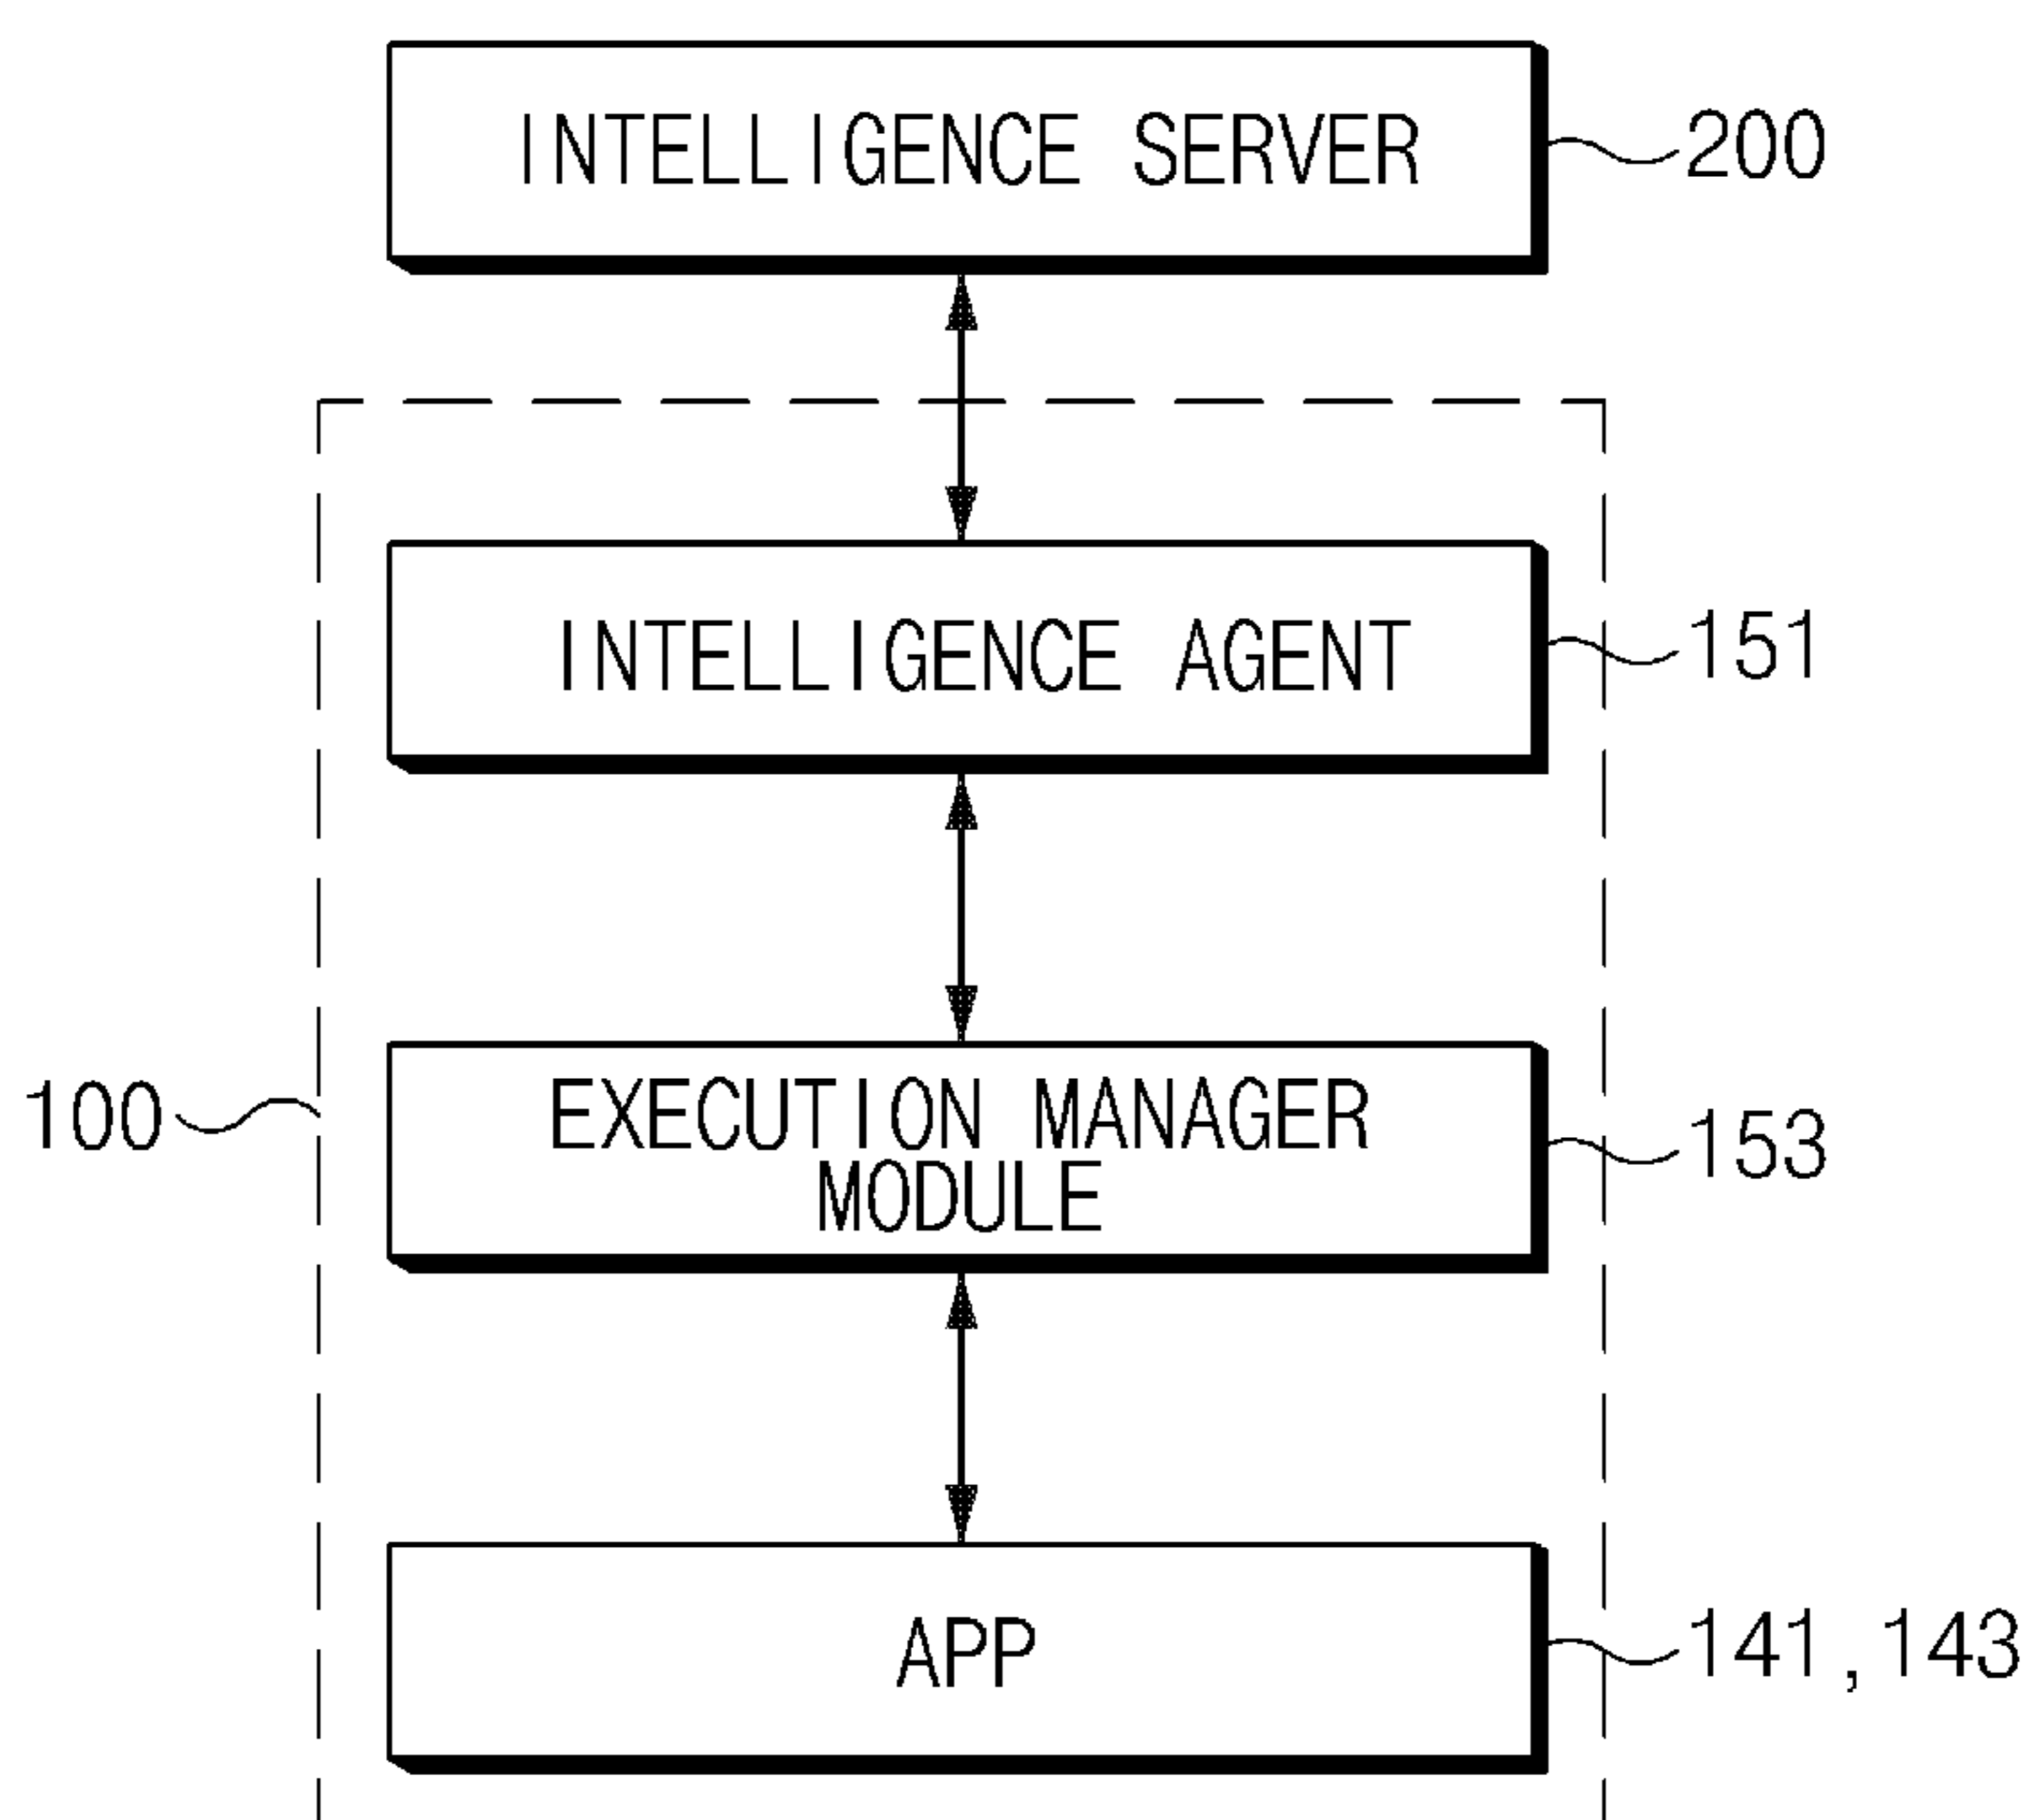 INTELLIGENCE SERVER
200
INTELLIGENCE AGENT
151
100
EXECUTION MANAGER
MODULE
153
APP
141,143